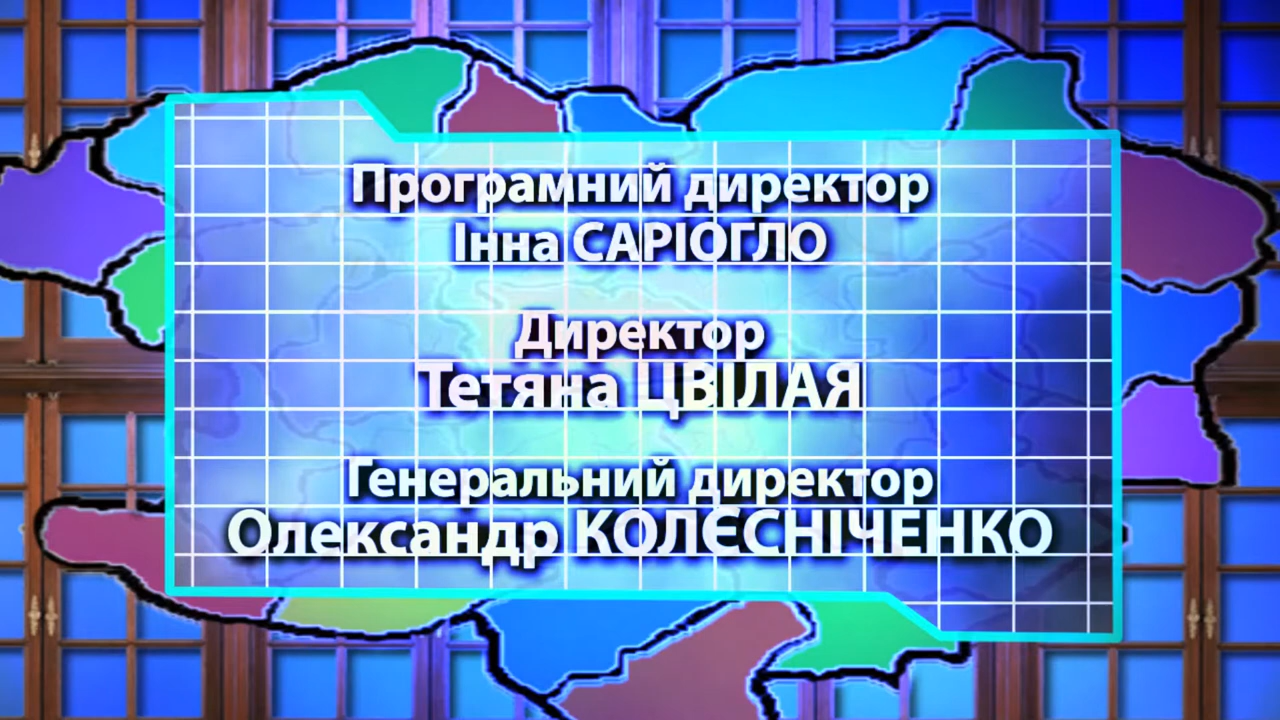 Програмний директор
Інна САРІОГЛО
Директор
Тетяна ЦВІЛАЯ
Генеральний директор
Олександр КОЛЄСНІЧЕНКО